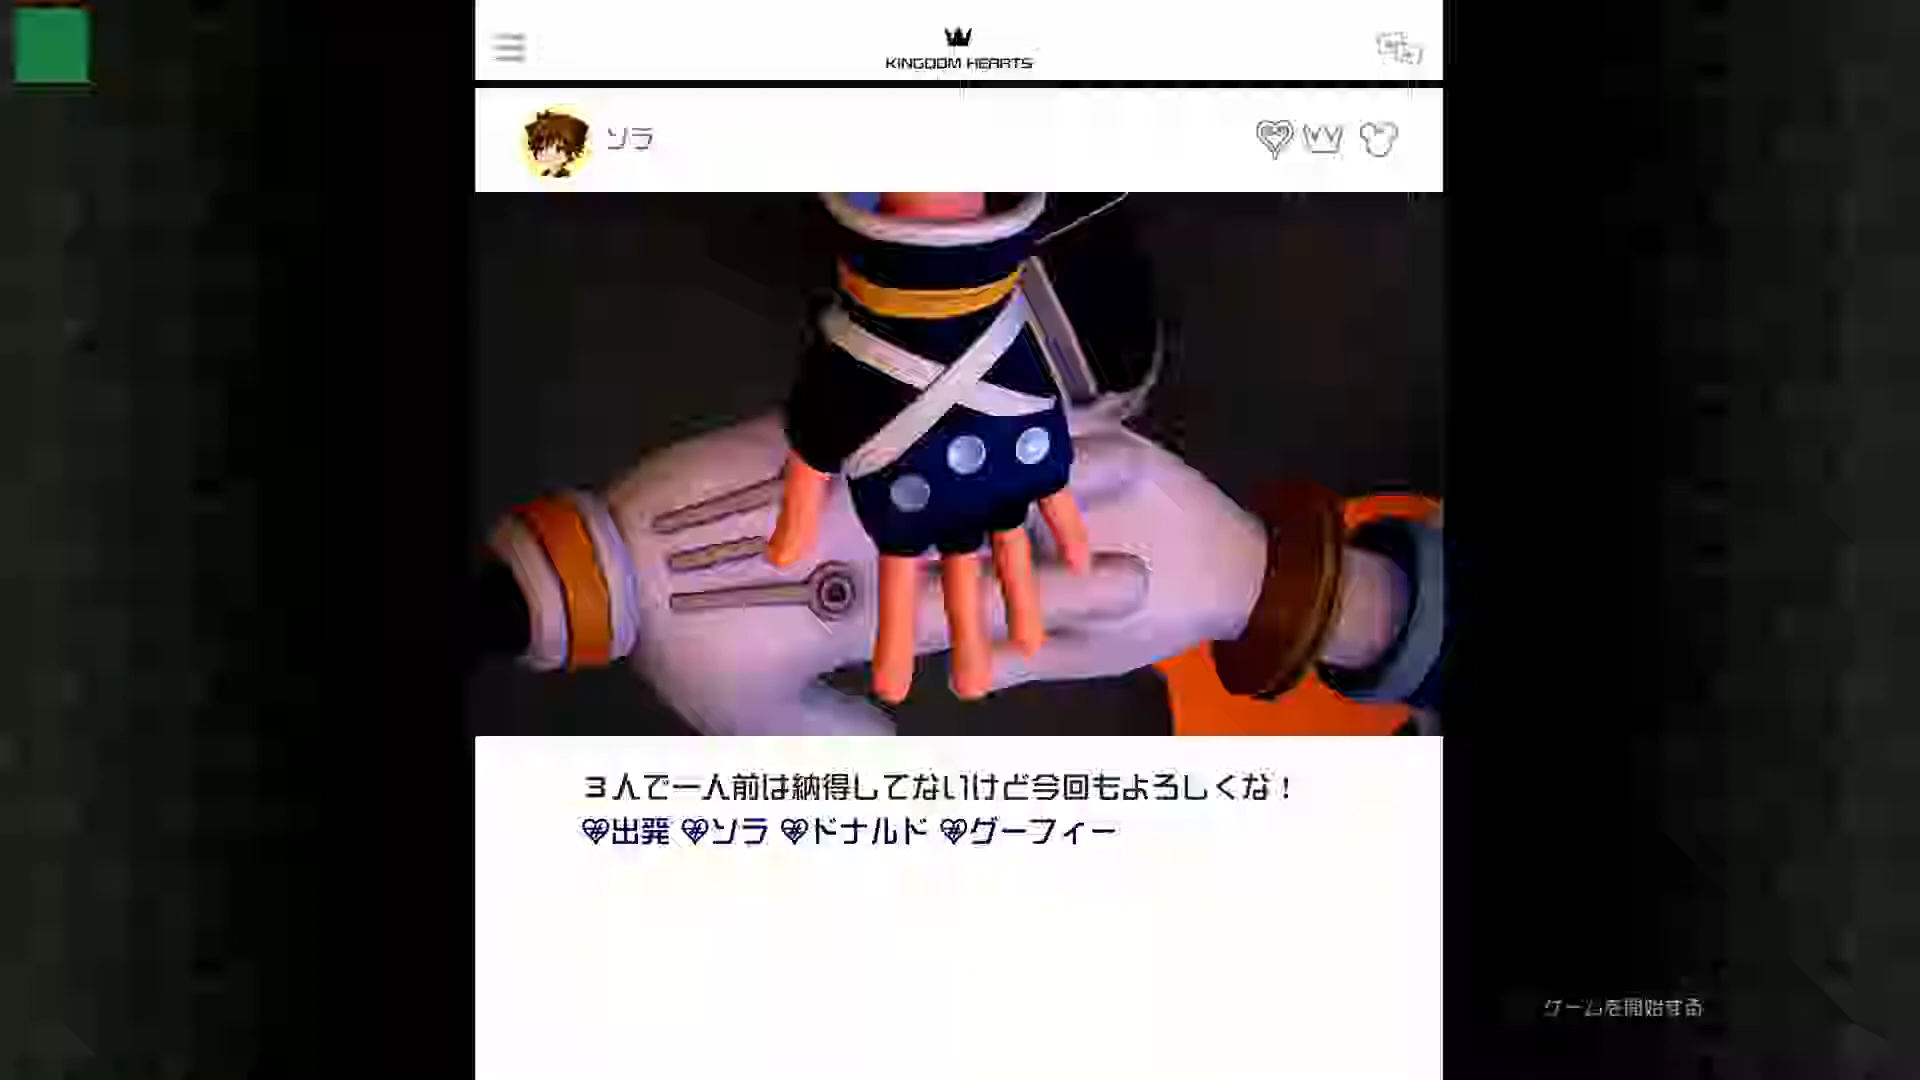 KINGDOM HEARTS
ソラ
3人で一人前は納得してないけど今回もよろしくな！
#出発 #ソラ #ドナルド #グーフィー
ゲームを開始する